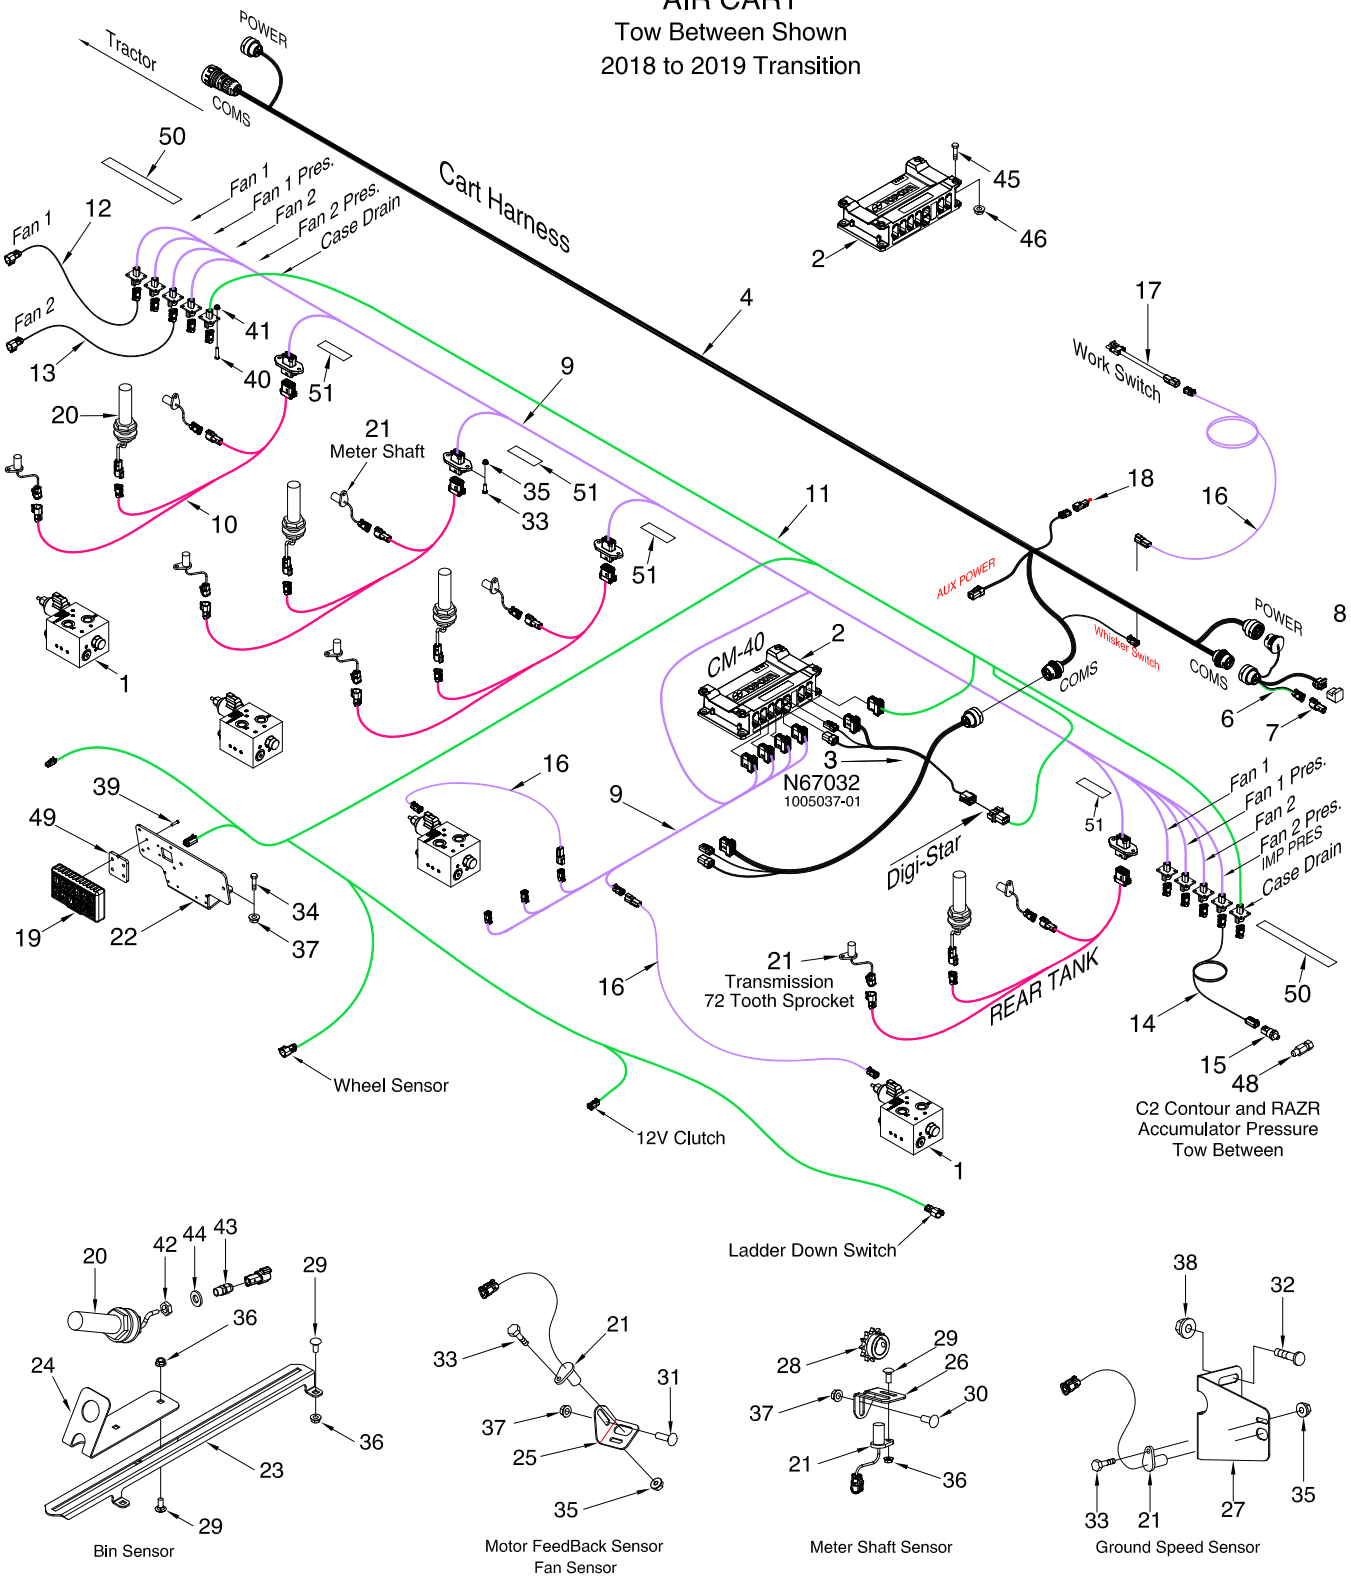 AIR CART
Tow Between Shown
2018 to 2019 Transition
Tractor
POWER
COMS
50
Fan 1
Fan 1 Pres.
Fan 2
Fan 2 Pres.
Case Drain
Cart Harness
12
Fan 1
Fan 2
13
41
40
51
45
46
2
4
17
Work Switch
9
20
21
Meter Shaft
35
33
51
10
11
18
16
51
AUX POWER
Whisker Switch
POWER
8
COMS
COMS
6
7
1
CM-40
2
3
N67032
1005037-01
Digi-Star
16
9
39
49
19
22
34
37
Fan 1
Fan 1 Pres.
Fan 2
Fan 2 Pres.
IMP PRES
Case Drain
51
21
Transmission
72 Tooth Sprocket
REAR TANK
16
14
50
15
48
C2 Contour and RAZR
Accumulator Pressure
Tow Between
Wheel Sensor
12V Clutch
1
Ladder Down Switch
20
42
44
43
29
36
24
36
23
29
Bin Sensor
33
21
31
37
25
35
Motor FeedBack Sensor
Fan Sensor
28
29
26
37
30
21
36
Meter Shaft Sensor
38
32
33
21
27
35
Ground Speed Sensor